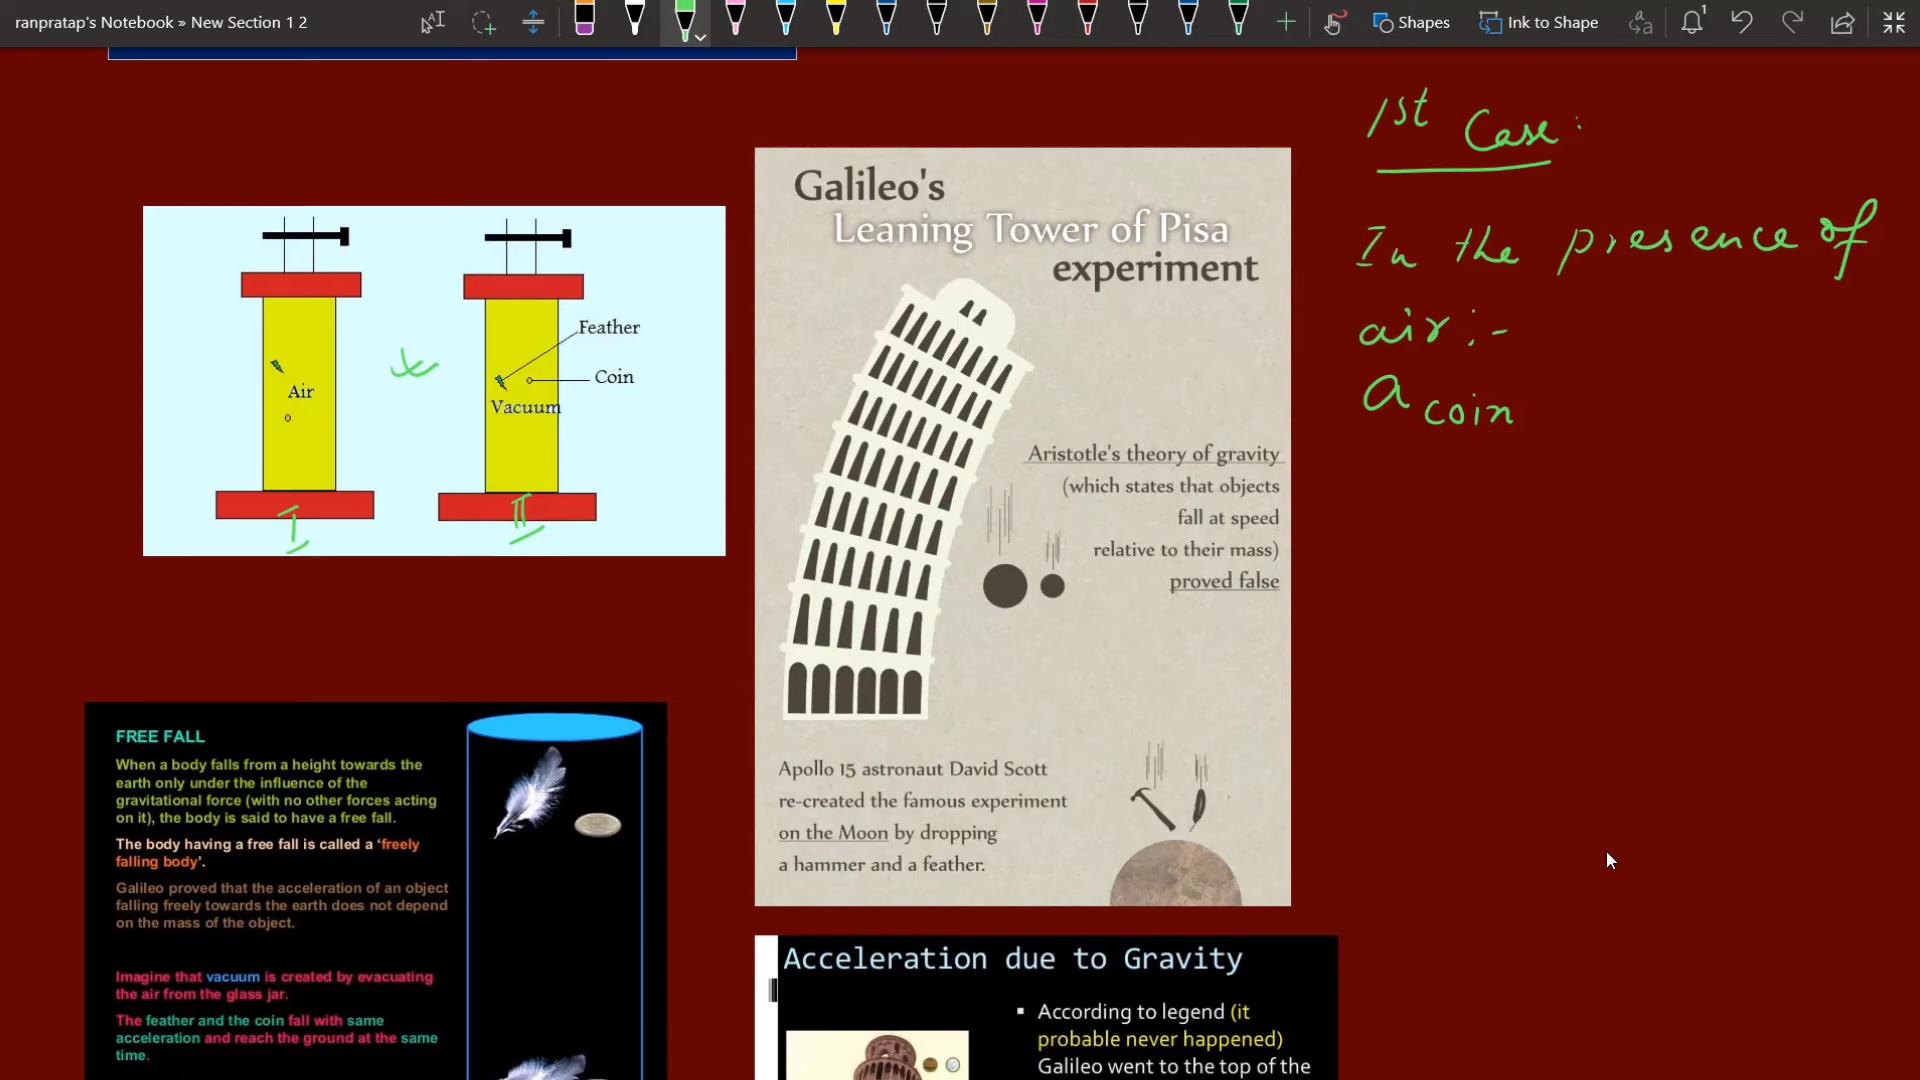 ranpratap's Notebook » New Section 1 2
Shapes
Ink to Shape
1st Case :
In the presence of
air :-
a coin
Air
Feather
Coin
Vacuum
I
II
Galileo's
Leaning Tower of Pisa
experiment
Aristotle's theory of gravity
(which states that objects
fall at speed
relative to their mass)
proved false
Apollo 15 astronaut David Scott
re-created the famous experiment
on the Moon by dropping
a hammer and a feather.
FREE FALL
When a body falls from a height towards the
earth only under the influence of the
gravitational force (with no other forces acting
on it), the body is said to have a free fall.
The body having a free fall is called a ‘freely
falling body’.
Galileo proved that the acceleration of an object
falling freely towards the earth does not depend
on the mass of the object.
Imagine that vacuum is created by evacuating
the air from the glass jar.
The feather and the coin fall with same
acceleration and reach the ground at the same
time.
Acceleration due to Gravity
▪ According to legend (it
probable never happened)
Galileo went to the top of the